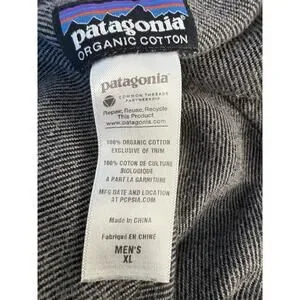 patagonia®
ORGANIC COTTON
patagonia®
COMMON THREADS
PARTNERSHIP
Repair, Reuse, Recycle
This Product
www.patagonia.com
100% ORGANIC COTTON
EXCLUSIVE OF TRIM
100% COTON DE CULTURE
BIOLOGIQUE
A PART LA GARNITURE
MFG DATE AND LOCATION
AT PCPSIA.COM
Made in CHINA
Fabriqué EN CHINE
MEN'S
XL